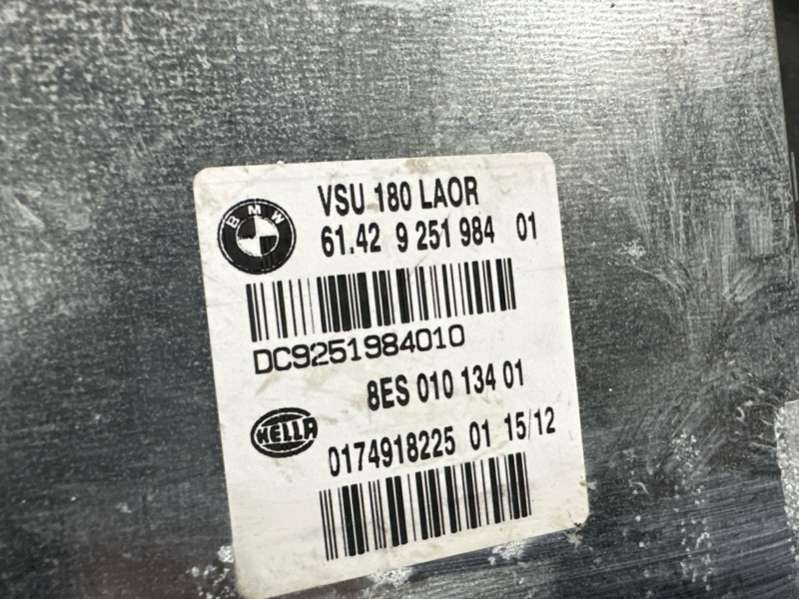 BMW
VSU 180 LAOR
61.42 9 251 984 01
DC9251984010
8ES 010 134 01
HELLA
0174918225 01 15/12